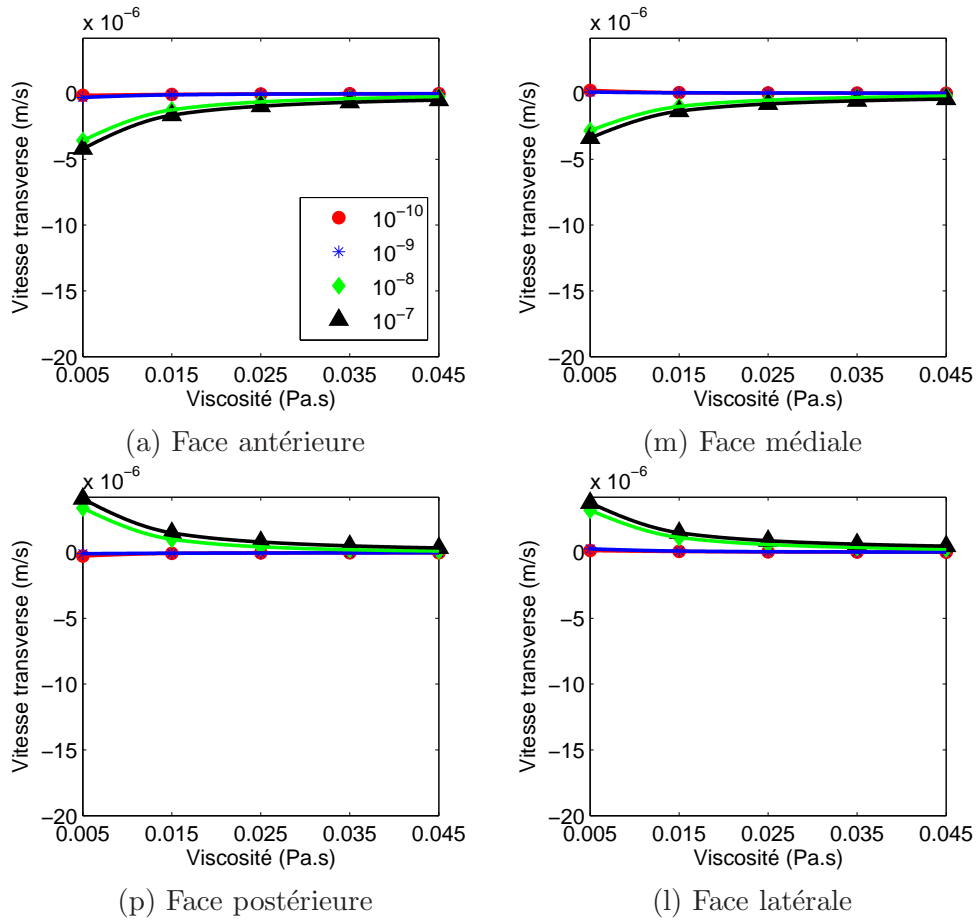 x 10⁻⁶
0
−5
−10
−15
−20
Vitesse transverse (m/s)
10⁻¹⁰
10⁻⁹
10⁻⁸
10⁻⁷
0.005 0.015 0.025 0.035 0.045
Viscosité (Pa.s)
(a) Face antérieure
x 10⁻⁶
0
−5
−10
−15
−20
Vitesse transverse (m/s)
0.005 0.015 0.025 0.035 0.045
Viscosité (Pa.s)
(m) Face médiale
x 10⁻⁶
0
−5
−10
−15
−20
Vitesse transverse (m/s)
0.005 0.015 0.025 0.035 0.045
Viscosité (Pa.s)
(p) Face postérieure
x 10⁻⁶
0
−5
−10
−15
−20
Vitesse transverse (m/s)
0.005 0.015 0.025 0.035 0.045
Viscosité (Pa.s)
(l) Face latérale